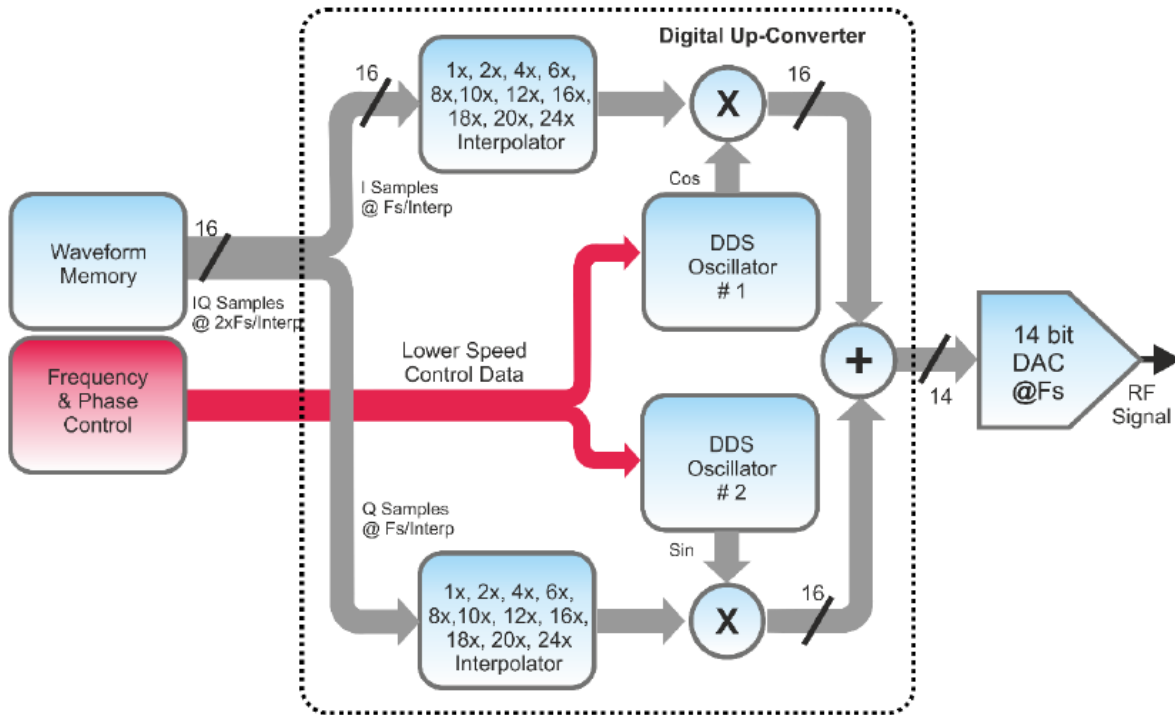 Digital Up-Converter
16
1x, 2x, 4x, 6x,
8x,10x, 12x, 16x,
18x, 20x, 24x
Interpolator
X
16
I Samples
@ Fs/Interp
Cos
Waveform
Memory
16
IQ Samples
@ 2xFs/Interp
DDS
Oscillator
# 1
Frequency
& Phase
Control
Lower Speed
Control Data
+
14
14 bit
DAC
@Fs
RF
Signal
DDS
Oscillator
# 2
Q Samples
@ Fs/Interp
Sin
1x, 2x, 4x, 6x,
8x,10x, 12x, 16x,
18x, 20x, 24x
Interpolator
X
16